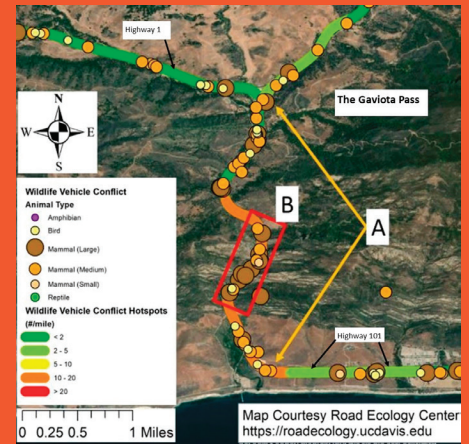 Highway 1
The Gaviota Pass
N
W E
S
B
A
Wildlife Vehicle Conflict
Animal Type
Amphibian
Bird
Mammal (Large)
Mammal (Medium)
Mammal (Small)
Reptile
Wildlife Vehicle Conflict Hotspots
(#/mile)
< 2
2 - 5
5 - 10
10 - 20
> 20
Highway 101
0 0.25 0.5 1 Miles
Map Courtesy Road Ecology Center
https://roadecology.ucdavis.edu